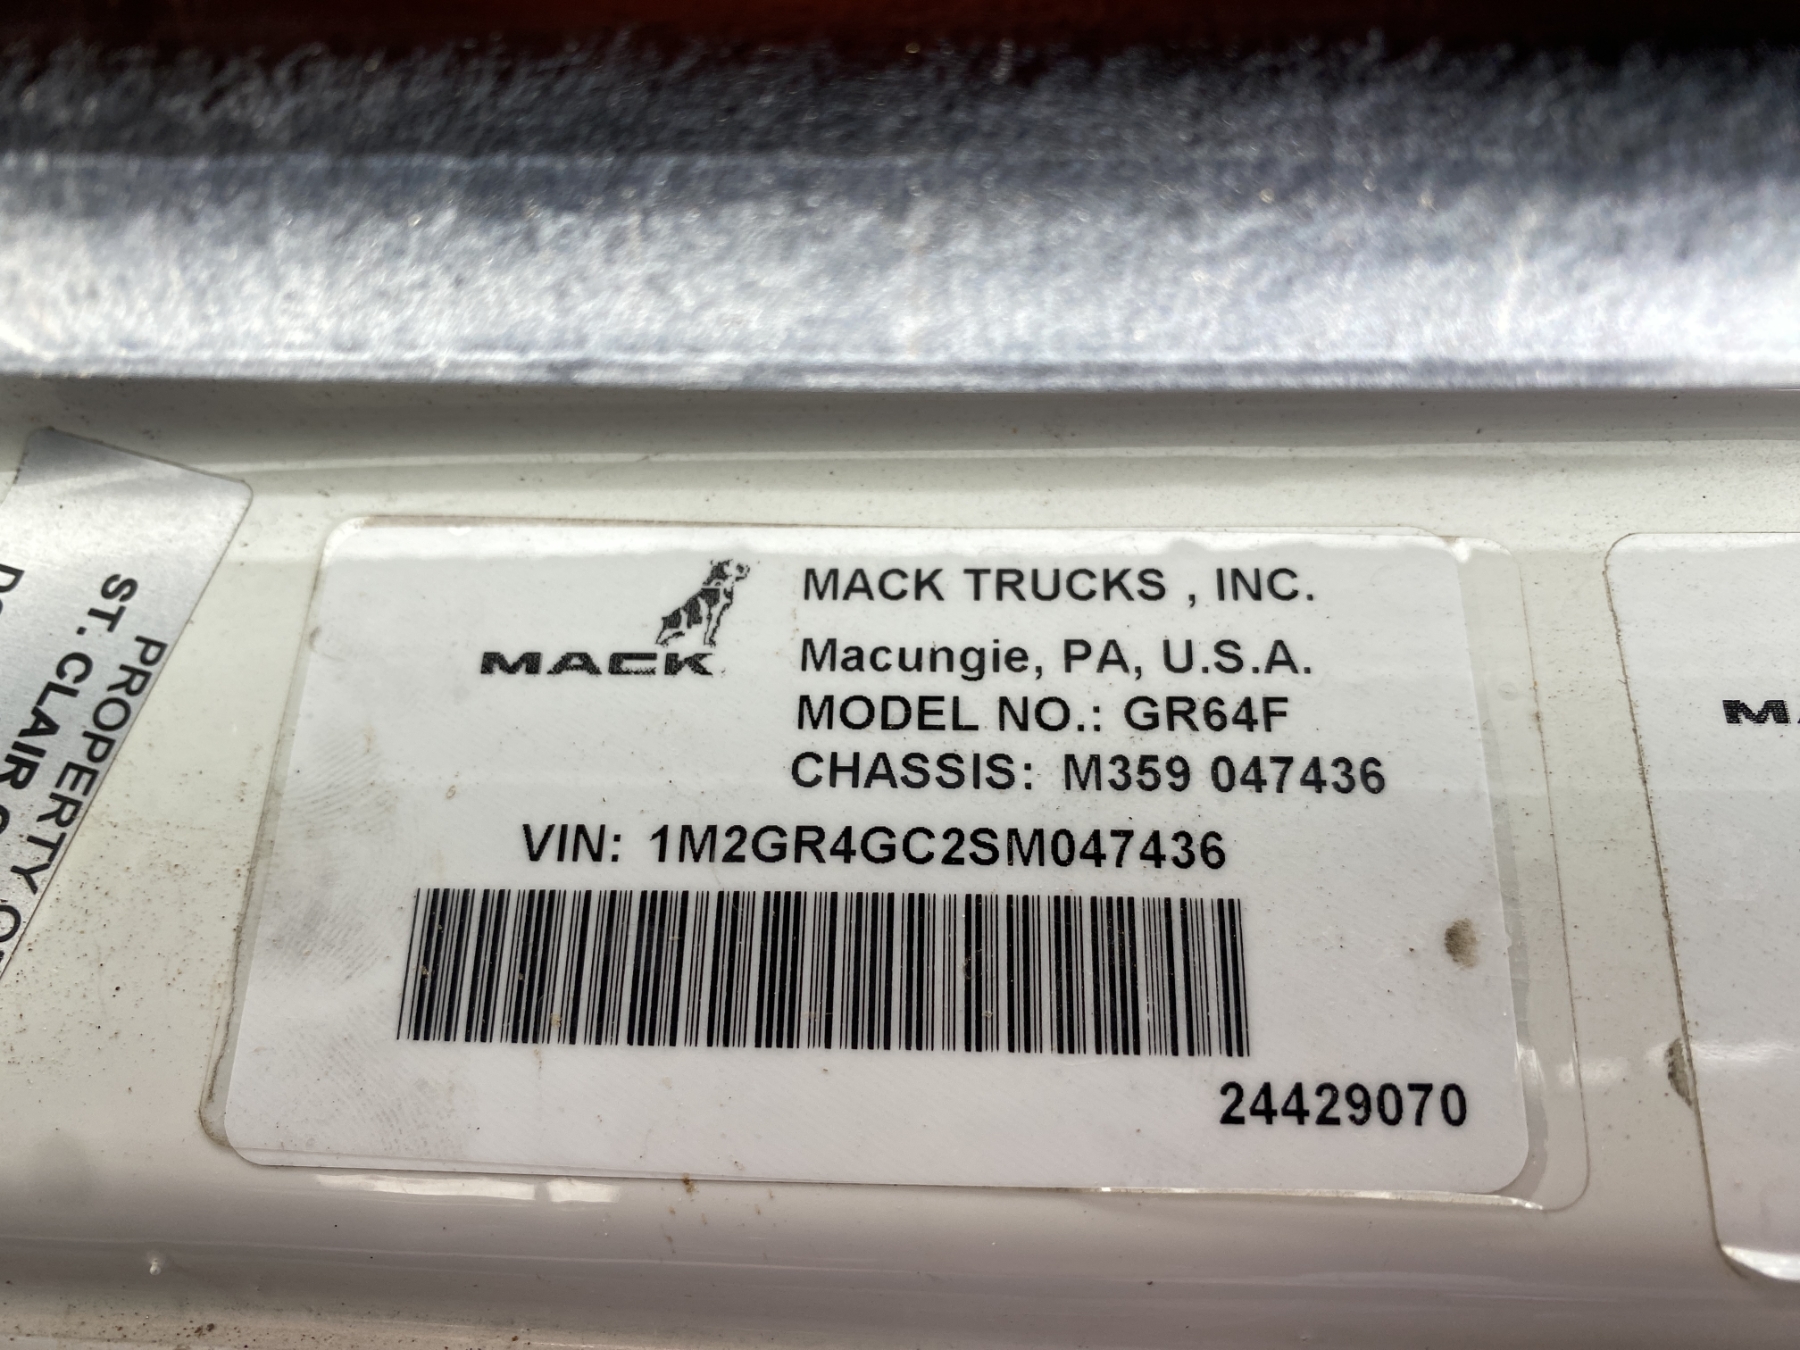 PROPERTY
ST. CLAIR
MACK
MACK TRUCKS , INC.
Macungie, PA, U.S.A.
MODEL NO.: GR64F
CHASSIS: M359 047436
VIN: 1M2GR4GC2SM047436
24429070